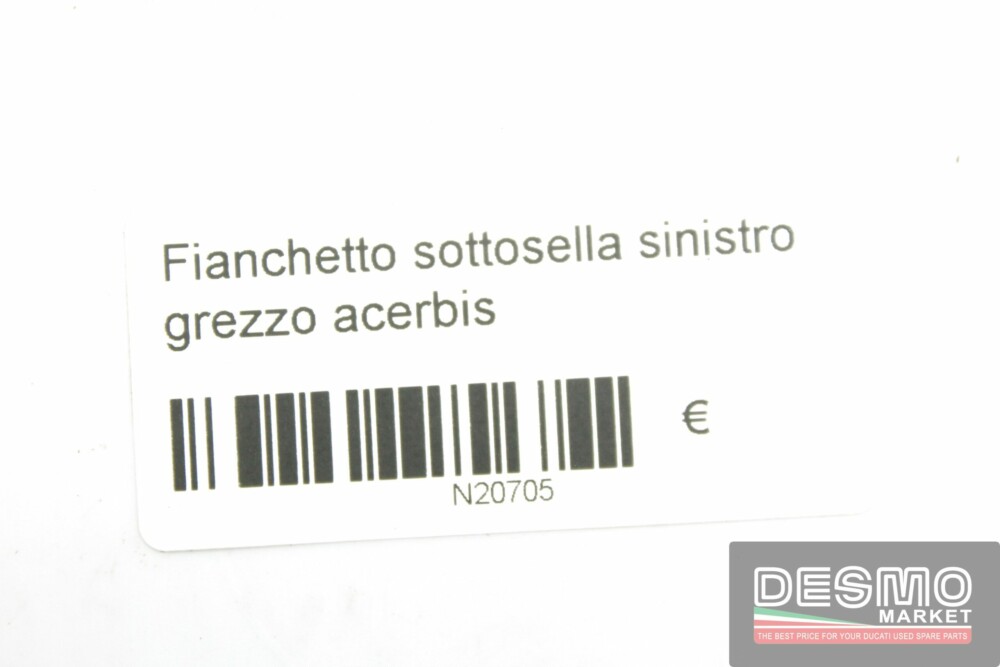 Fianchetto sottosella sinistro
grezzo acerbis
€
N20705
DESMO
MARKET
THE BEST PRICE FOR YOUR DUCATI USED SPARE PARTS